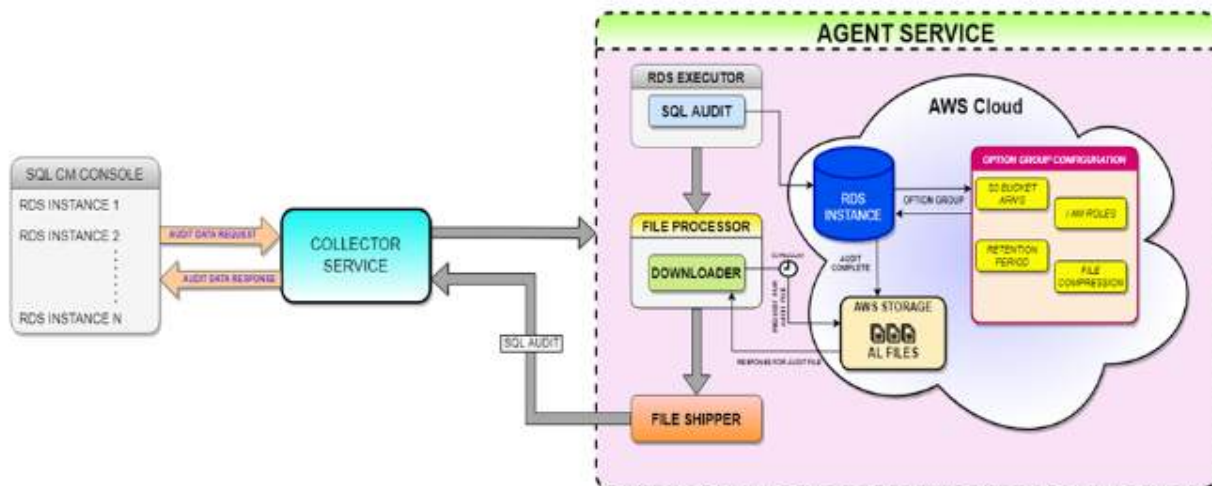 AGENT SERVICE
RDS EXECUTOR
SQL AUDIT
AWS Cloud
SQL CM CONSOLE
RDS INSTANCE 1
RDS INSTANCE 2
RDS INSTANCE N
AUDIT DATA REQUEST
AUDIT DATA RESPONSE
COLLECTOR
SERVICE
SQL AUDIT
FILE PROCESSOR
DOWNLOADER
FILE SHIPPER
RDS
INSTANCE
OPTION GROUP
AUDIT
COMPLETE
OPTION GROUP CONFIGURATION
S3 BUCKET
ARN'S
I AM ROLES
RETENTION
PERIOD
FILE
COMPRESSION
AWS STORAGE
AL FILES
RESPONSE FOR AUDIT FILE